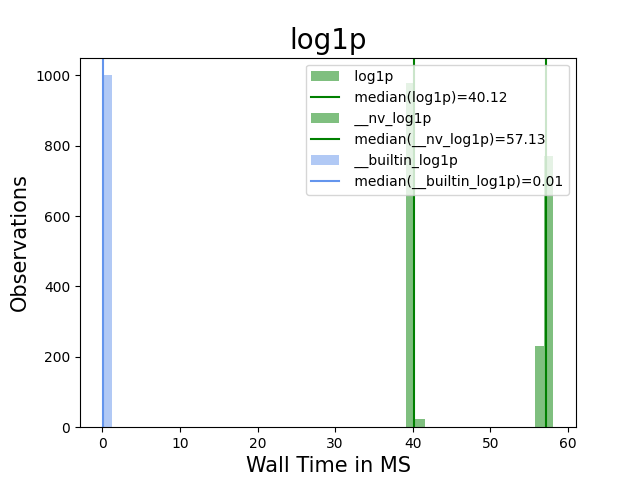 log1p
1000
800
600
400
200
0
Observations
log1p
median(log1p)=40.12
__nv_log1p
median(__nv_log1p)=57.13
__builtin_log1p
median(__builtin_log1p)=0.01
0 10 20 30 40 50 60
Wall Time in MS